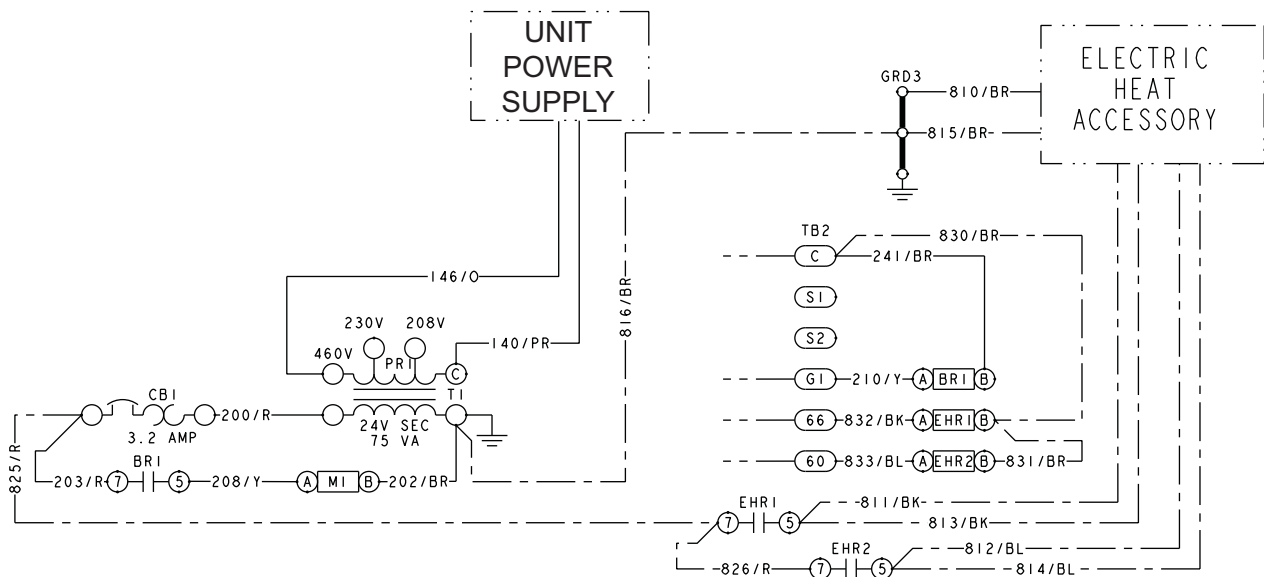 UNIT
POWER
SUPPLY
ELECTRIC
HEAT
ACCESSORY
GRD3
810/BR
815/BR
TB2
830/BR
C
241/BR
146/O
816/BR
S1
S2
230V
208V
460V
PR1
C
140/PR
T1
G1
210/Y
A
BR1
B
CB1
200/R
24V SEC
75 VA
3.2 AMP
66
832/BK
A
EHR1
B
825/R
BR1
203/R
7
5
208/Y
A
M1
B
202/BR
60
833/BL
A
EHR2
B
831/BR
EHR1
7
5
811/BK
813/BK
EHR2
826/R
7
5
812/BL
814/BL